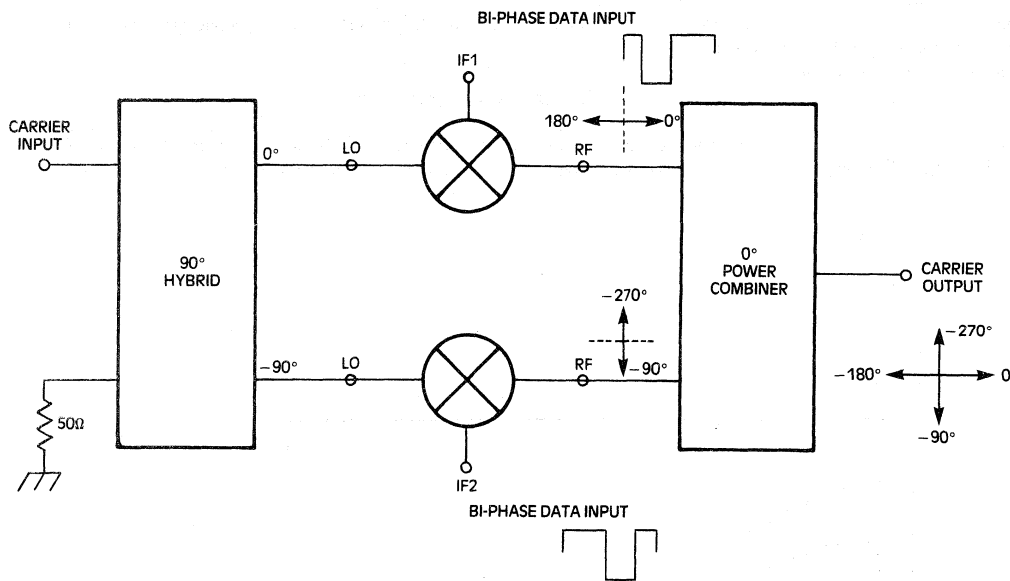 BI-PHASE DATA INPUT
IF1
CARRIER
INPUT
0°
LO
180°
0°
RF
90°
HYBRID
0°
POWER
COMBINER
CARRIER
OUTPUT
−270°
−270°
−90°
LO
RF
−90°
−180°
0
−90°
50Ω
IF2
BI-PHASE DATA INPUT